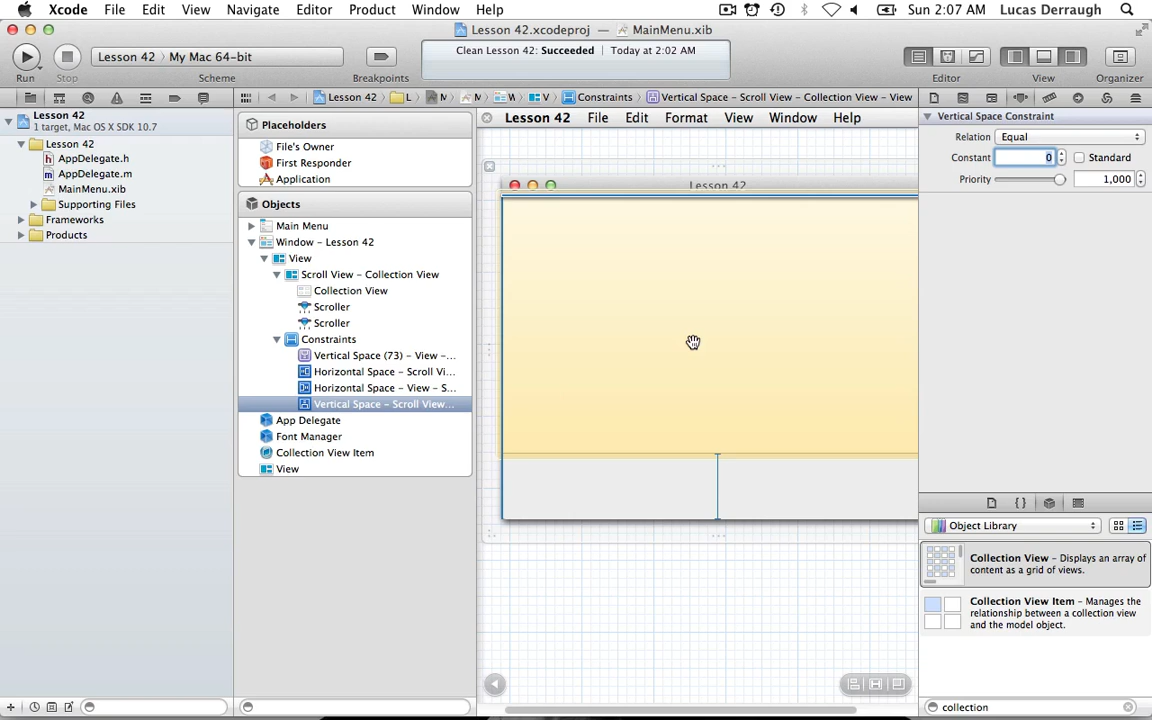 Xcode File Edit View Navigate Editor Product Window Help Sun 2:07 AM Lucas Derraugh
Lesson 42.xcodeproj — MainMenu.xib
Run Stop Lesson 42 › My Mac 64-bit Scheme Breakpoints
Clean Lesson 42: Succeeded | Today at 2:02 AM
Editor View Organizer
Lesson 42 › L › M › M › W › V › Constraints › Vertical Space - Scroll View - Collection View - View
Lesson 42
1 target, Mac OS X SDK 10.7
Lesson 42
AppDelegate.h
AppDelegate.m
MainMenu.xib
Supporting Files
Frameworks
Products
Placeholders
File's Owner
First Responder
Application
Objects
Main Menu
Window – Lesson 42
View
Scroll View – Collection View
Collection View
Scroller
Scroller
Constraints
Vertical Space (73) – View –...
Horizontal Space – Scroll Vi...
Horizontal Space – View – S...
Vertical Space – Scroll View...
App Delegate
Font Manager
Collection View Item
View
Lesson 42 File Edit Format View Window Help
Lesson 42
Vertical Space Constraint
Relation Equal
Constant 0 Standard
Priority 1,000
Object Library
Collection View – Displays an array of
content as a grid of views.
Collection View Item – Manages the
relationship between a collection view
and the model object.
collection